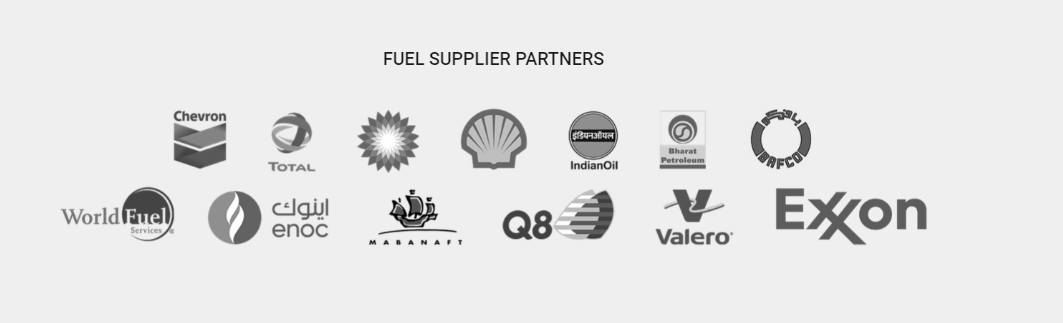 FUEL SUPPLIER PARTNERS
Chevron
TOTAL
इंडियनऑयल
IndianOil
Bharat
Petroleum
بافكو
BAFCO
World Fuel
Services
اينوك
enoc
MABANAFT
Q8
Valero
Exxon